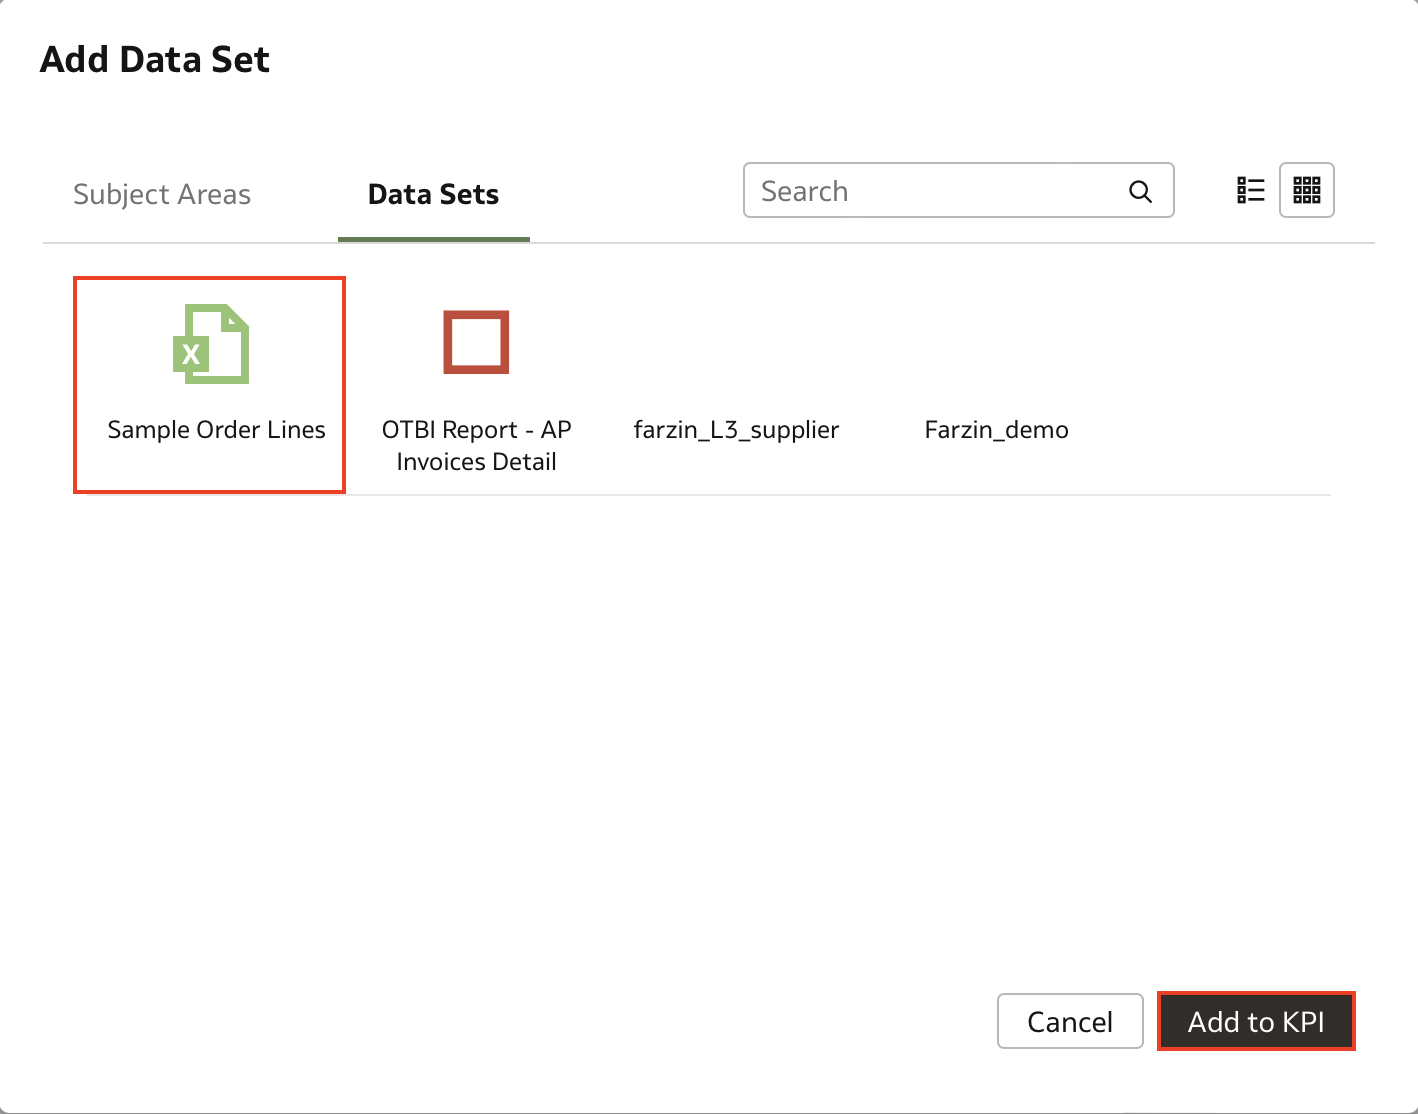 Add Data Set
Subject Areas
Data Sets
Search
X
Sample Order Lines
OTBI Report - AP
Invoices Detail
farzin_L3_supplier
Farzin_demo
Cancel
Add to KPI